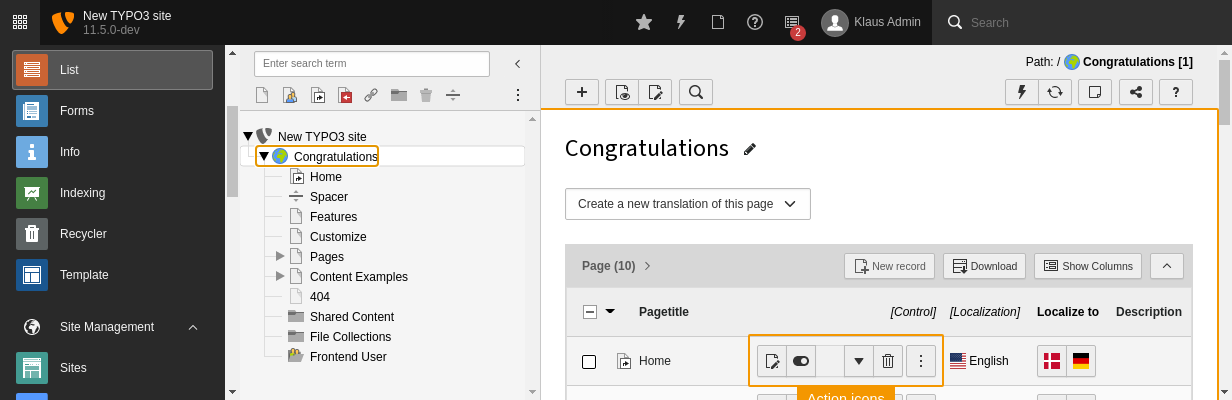 New TYPO3 site
11.5.0-dev
2
Klaus Admin
Search
List
Forms
Info
Indexing
Recycler
Template
Site Management
Sites
Enter search term
New TYPO3 site
Congratulations
Home
Spacer
Features
Customize
Pages
Content Examples
404
Shared Content
File Collections
Frontend User
Path: / Congratulations [1]
Congratulations
Create a new translation of this page
Page (10)
New record
Download
Show Columns
Pagetitle [Control] [Localization] Localize to Description
Home English
Action icons